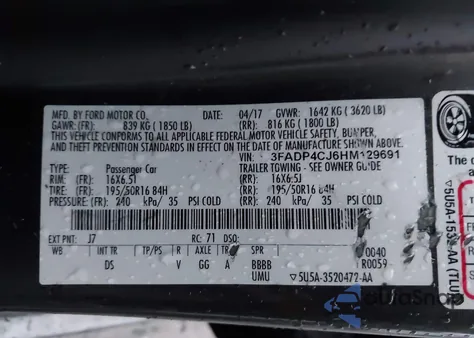 MFD. BY FORD MOTOR CO. 04/17 GVWR: 1642 KG ( 3620 LB)
GAWR: (FR): 839 KG ( 1850 LB) (RR): 816 KG ( 1800 LB)
THIS VEHICLE CONFORMS TO ALL APPLICABLE FEDERAL MOTOR VEHICLE SAFETY, BUMPER,
AND THEFT PREVENTION STANDARDS IN EFFECT ON THE DATE OF MANUFACTURE SHOWN ABOVE.
VIN: 3FADP4CJ6HM129691
TYPE: Passenger Car TRAILER TOWING - SEE OWNER GUIDE
RIM: (FR): 16X6.5J (RR): 16X6.5J
TIRE: (FR): 195/50R16 84H (RR): 195/50R16 84H
PRESSURE: (FR): 240 kPa/ 35 PSI COLD (RR): 240 kPa/ 35 PSI COLD
EXT PNT: J7 RC: 71 DSO:
WB INT TR TP/PS R AXLE TR SPR 0040
DS V GG A BBBB R0059
UMU 5U5A-3520472-AA
The